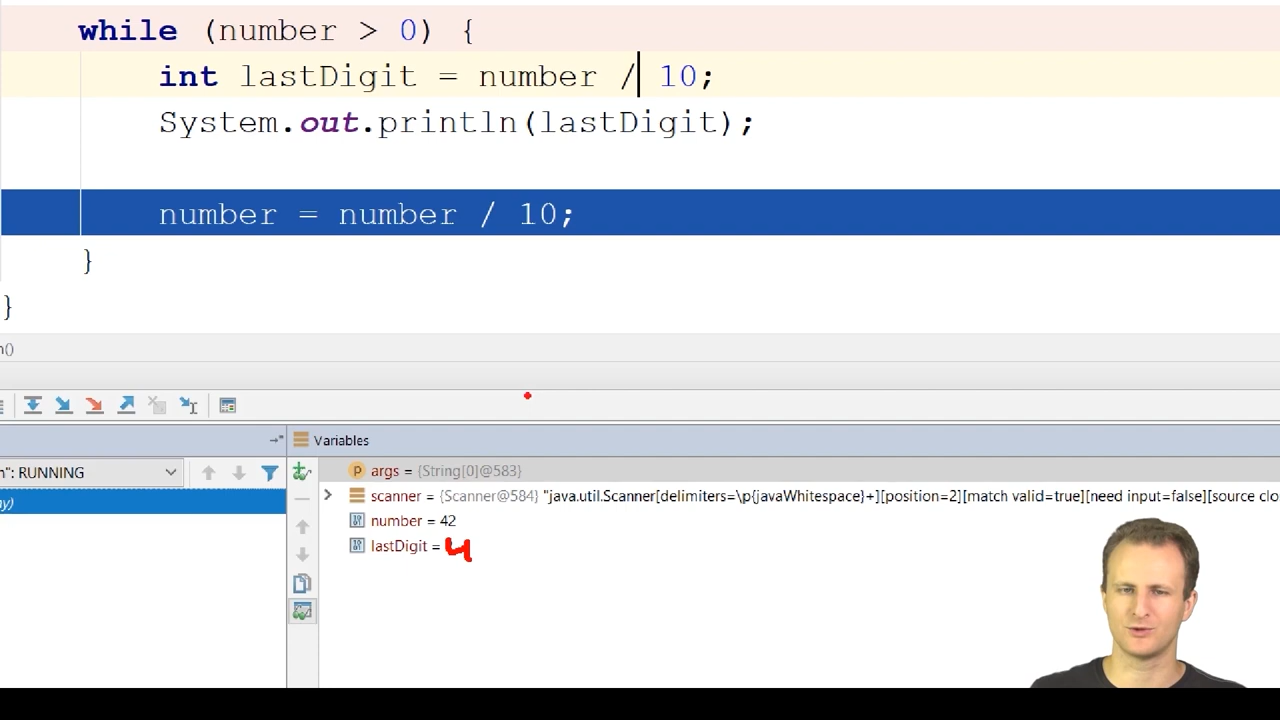 while (number > 0) {
int lastDigit = number / 10;
System.out.println(lastDigit);
number = number / 10;
}
}
n()
Variables
n": RUNNING
args = {String[0]@583}
scanner = {Scanner@584} "java.util.Scanner[delimiters=\p{javaWhitespace}+][position=2][match valid=true][need input=false][source clo
number = 42
lastDigit = 4